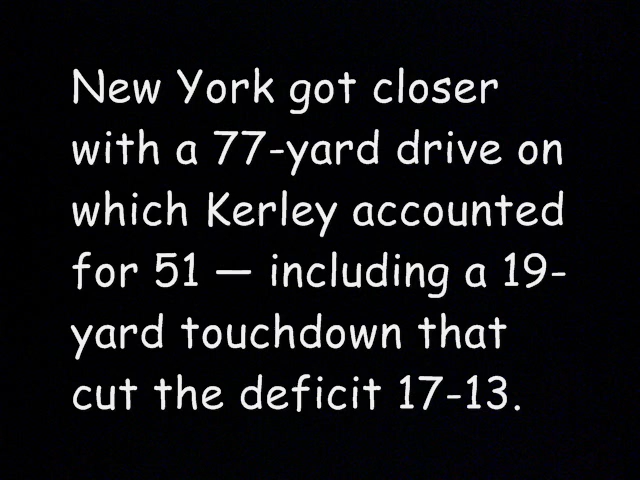 New York got closer
with a 77-yard drive on
which Kerley accounted
for 51 — including a 19-
yard touchdown that
cut the deficit 17-13.